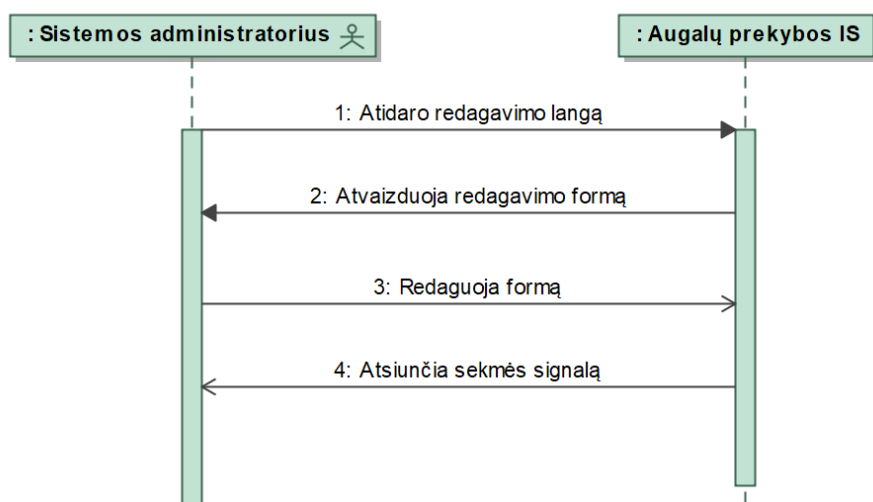 : Sistemos administratorius
: Augalų prekybos IS
1: Atidaro redagavimo langą
2: Atvaizduoja redagavimo formą
3: Redaguoja formą
4: Atsiunčia sekmės signalą